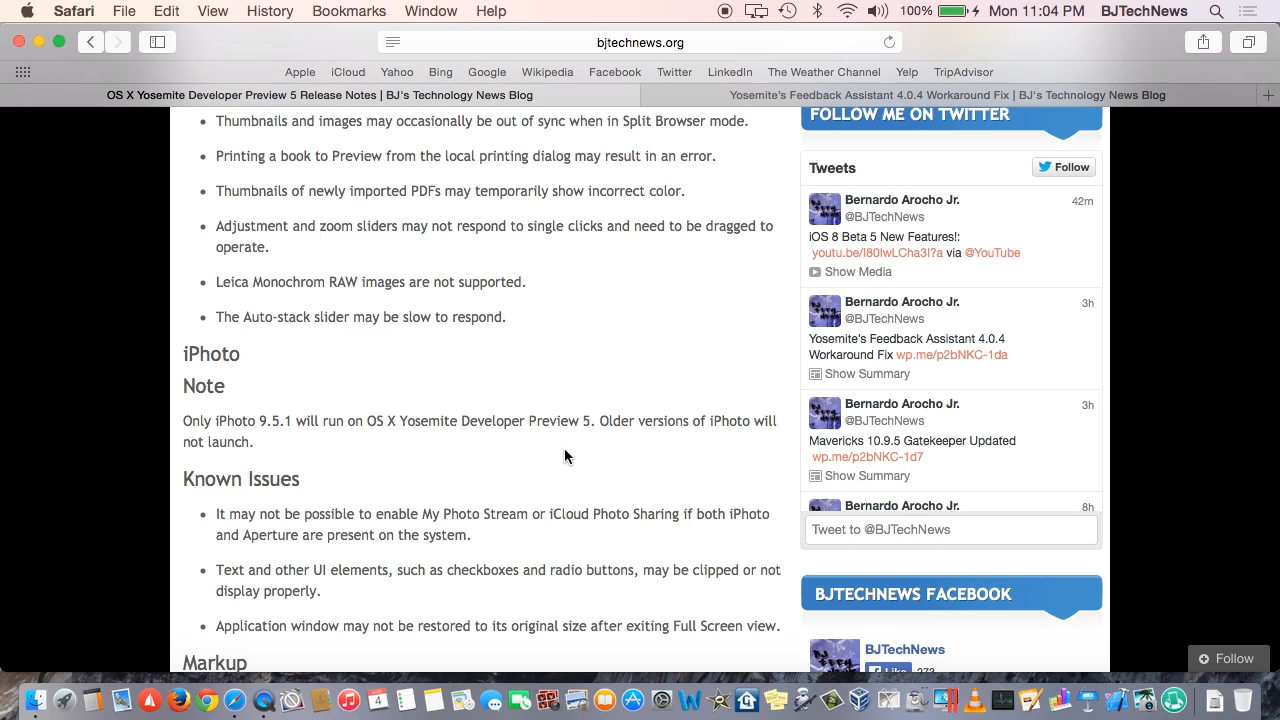 Safari File Edit View History Bookmarks Window Help 100% Mon 11:04 PM BJTechNews
bjtechnews.org
Apple iCloud Yahoo Bing Google Wikipedia Facebook Twitter LinkedIn The Weather Channel Yelp TripAdvisor
OS X Yosemite Developer Preview 5 Release Notes | BJ's Technology News Blog
Yosemite's Feedback Assistant 4.0.4 Workaround Fix | BJ's Technology News Blog
Thumbnails and images may occasionally be out of sync when in Split Browser mode.
Printing a book to Preview from the local printing dialog may result in an error.
Thumbnails of newly imported PDFs may temporarily show incorrect color.
Adjustment and zoom sliders may not respond to single clicks and need to be dragged to
operate.
Leica Monochrom RAW images are not supported.
The Auto-stack slider may be slow to respond.
iPhoto
Note
Only iPhoto 9.5.1 will run on OS X Yosemite Developer Preview 5. Older versions of iPhoto will
not launch.
Known Issues
It may not be possible to enable My Photo Stream or iCloud Photo Sharing if both iPhoto
and Aperture are present on the system.
Text and other UI elements, such as checkboxes and radio buttons, may be clipped or not
display properly.
Application window may not be restored to its original size after exiting Full Screen view.
Markup
FOLLOW ME ON TWITTER
Tweets Follow
Bernardo Arocho Jr. 42m
@BJTechNews
iOS 8 Beta 5 New Features!:
youtu.be/I80IwLCha3I?a via @YouTube
Show Media
Bernardo Arocho Jr. 3h
@BJTechNews
Yosemite's Feedback Assistant 4.0.4
Workaround Fix wp.me/p2bNKC-1da
Show Summary
Bernardo Arocho Jr. 3h
@BJTechNews
Mavericks 10.9.5 Gatekeeper Updated
wp.me/p2bNKC-1d7
Show Summary
Bernardo Arocho Jr. 8h
Tweet to @BJTechNews
BJTECHNEWS FACEBOOK
BJTechNews
Like 273
Follow